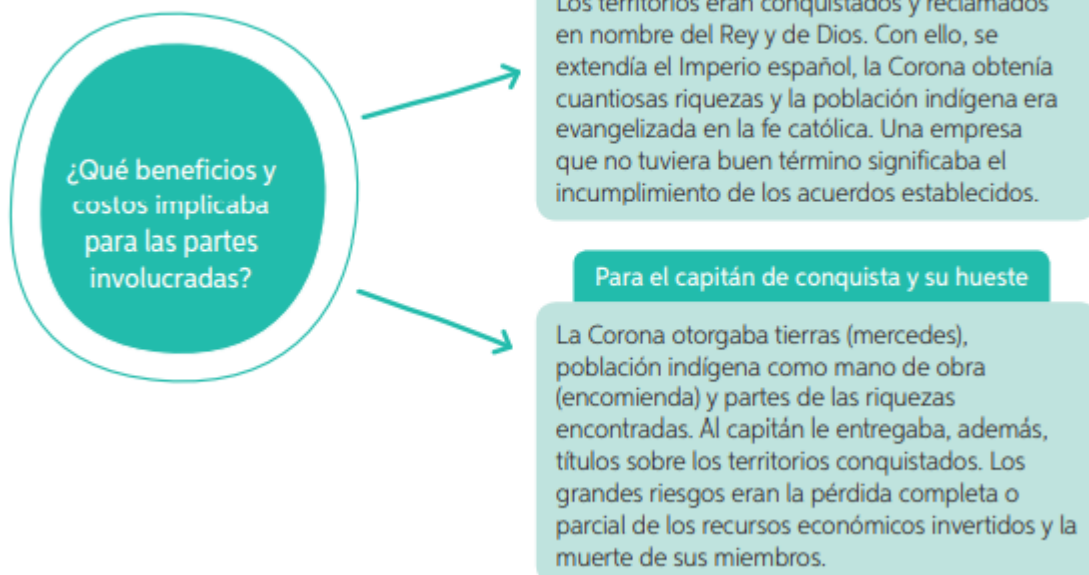 ¿Qué beneficios y
costos implicaba
para las partes
involucradas?
Los territorios eran conquistados y reclamados
en nombre del Rey y de Dios. Con ello, se
extendía el Imperio español, la Corona obtenía
cuantiosas riquezas y la población indígena era
evangelizada en la fe católica. Una empresa
que no tuviera buen término significaba el
incumplimiento de los acuerdos establecidos.
Para el capitán de conquista y su hueste
La Corona otorgaba tierras (mercedes),
población indígena como mano de obra
(encomienda) y partes de las riquezas
encontradas. Al capitán le entregaba, además,
títulos sobre los territorios conquistados. Los
grandes riesgos eran la pérdida completa o
parcial de los recursos económicos invertidos y la
muerte de sus miembros.